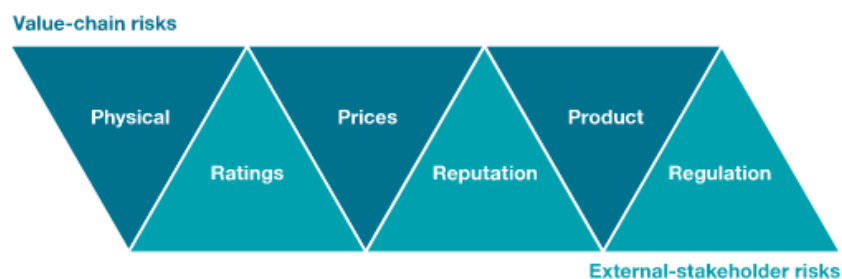 Value-chain risks
Physical
Prices
Product
Ratings
Reputation
Regulation
External-stakeholder risks